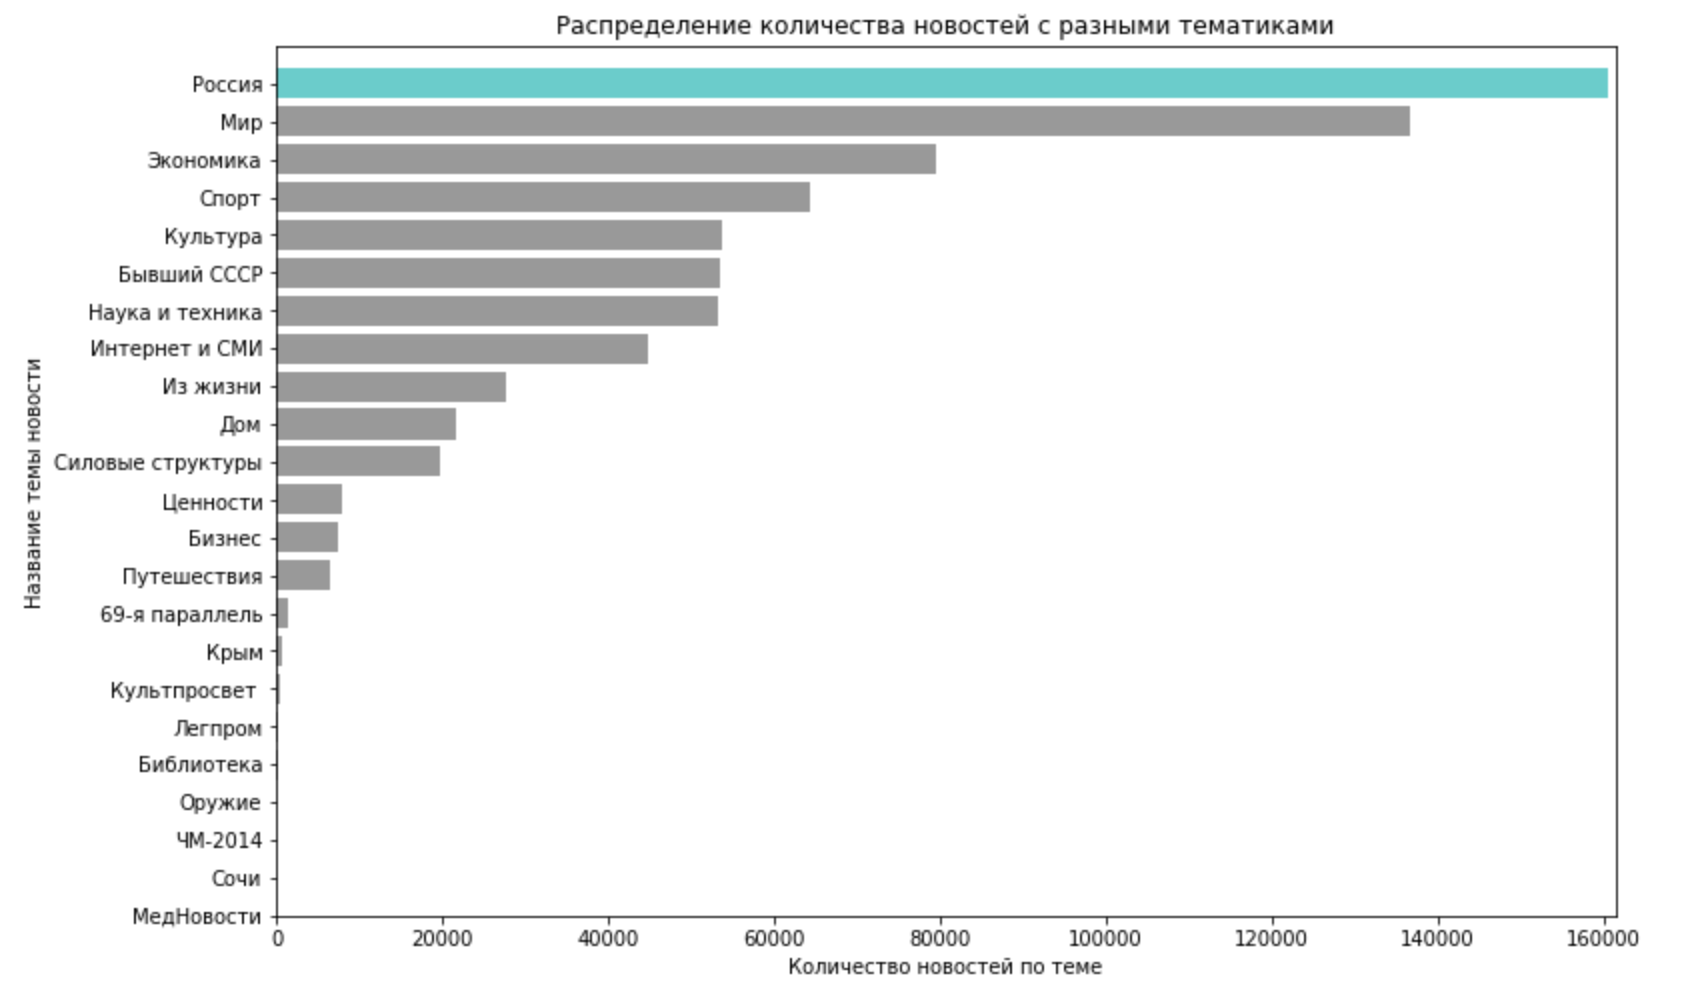 Распределение количества новостей с разными тематиками
Название темы новости
Россия
Мир
Экономика
Спорт
Культура
Бывший СССР
Наука и техника
Интернет и СМИ
Из жизни
Дом
Силовые структуры
Ценности
Бизнес
Путешествия
69-я параллель
Крым
Культпросвет
Легпром
Библиотека
Оружие
ЧМ-2014
Сочи
МедНовости
0 20000 40000 60000 80000 100000 120000 140000 160000
Количество новостей по теме